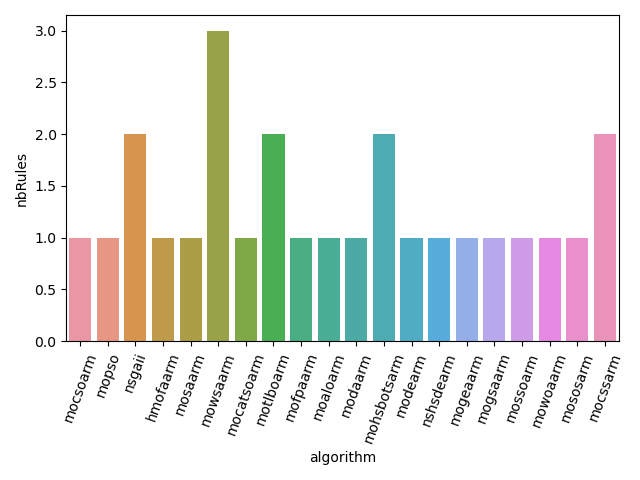 3.0
2.5
2.0
1.5
1.0
0.5
0.0
nbRules
mocsoarm
mopso
nsgaii
hmofaarm
mosaarm
mowsaarm
mocatsoarm
motlboarm
mofpaarm
moaloarm
modaarm
mohsbotsarm
modearm
nshsdearm
mogeaarm
mogsaarm
mossoarm
mowoaarm
mososarm
mocssarm
algorithm